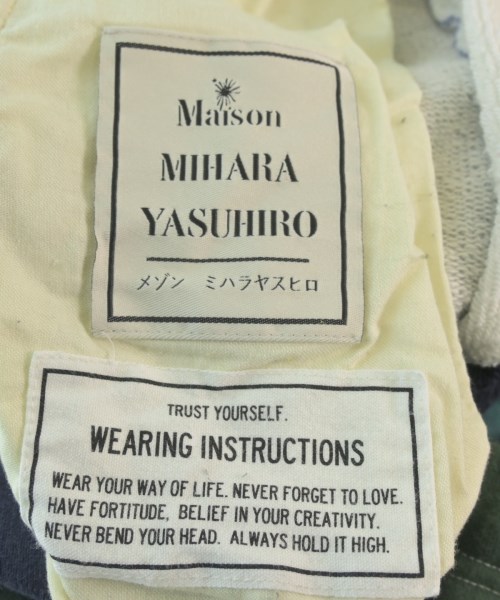 Maison
MIHARA
YASUHIRO
メゾン ミハラヤスヒロ
TRUST YOURSELF.
WEARING INSTRUCTIONS
WEAR YOUR WAY OF LIFE. NEVER FORGET TO LOVE.
HAVE FORTITUDE, BELIEF IN YOUR CREATIVITY.
NEVER BEND YOUR HEAD. ALWAYS HOLD IT HIGH.